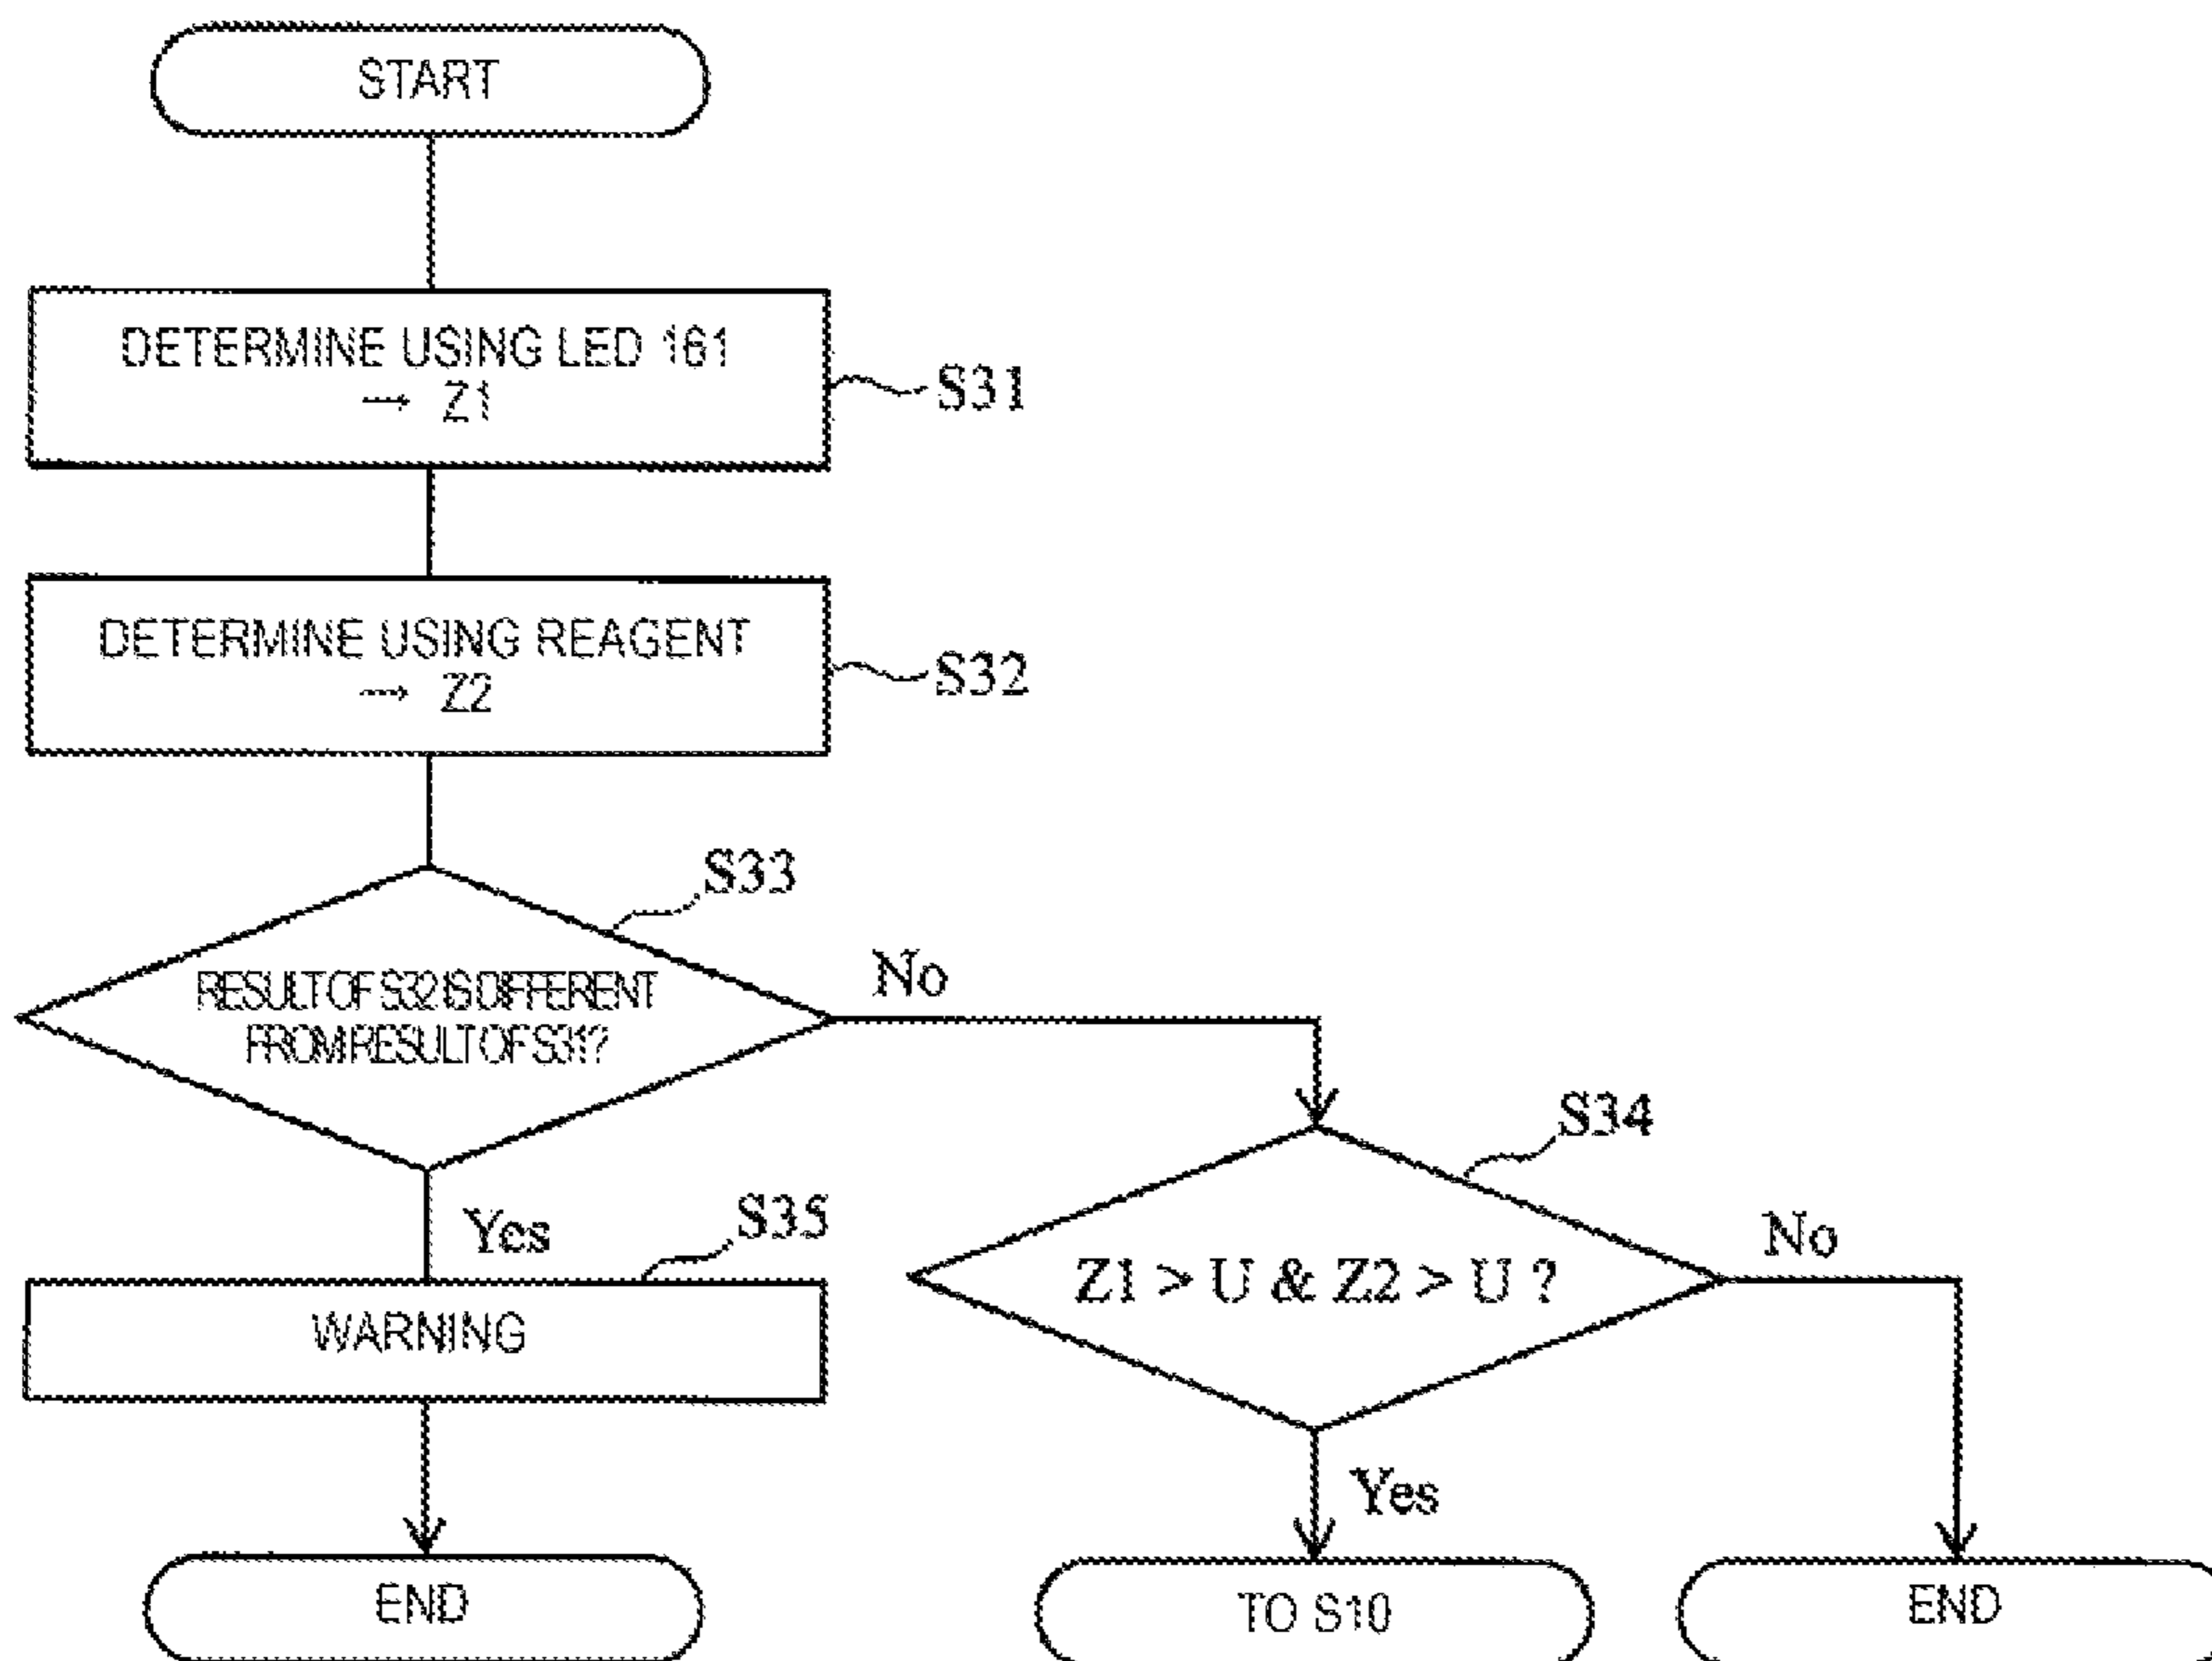 START
DETERMINE USING LED 161
→ Z1
S31
DETERMINE USING REAGENT
→ Z2
S32
S33
RESULT OF S32 IS DIFFERENT
FROM RESULT OF S31?
No
Yes
S35
WARNING
END
S34
Z1 > U & Z2 > U ?
No
Yes
TO S10
END